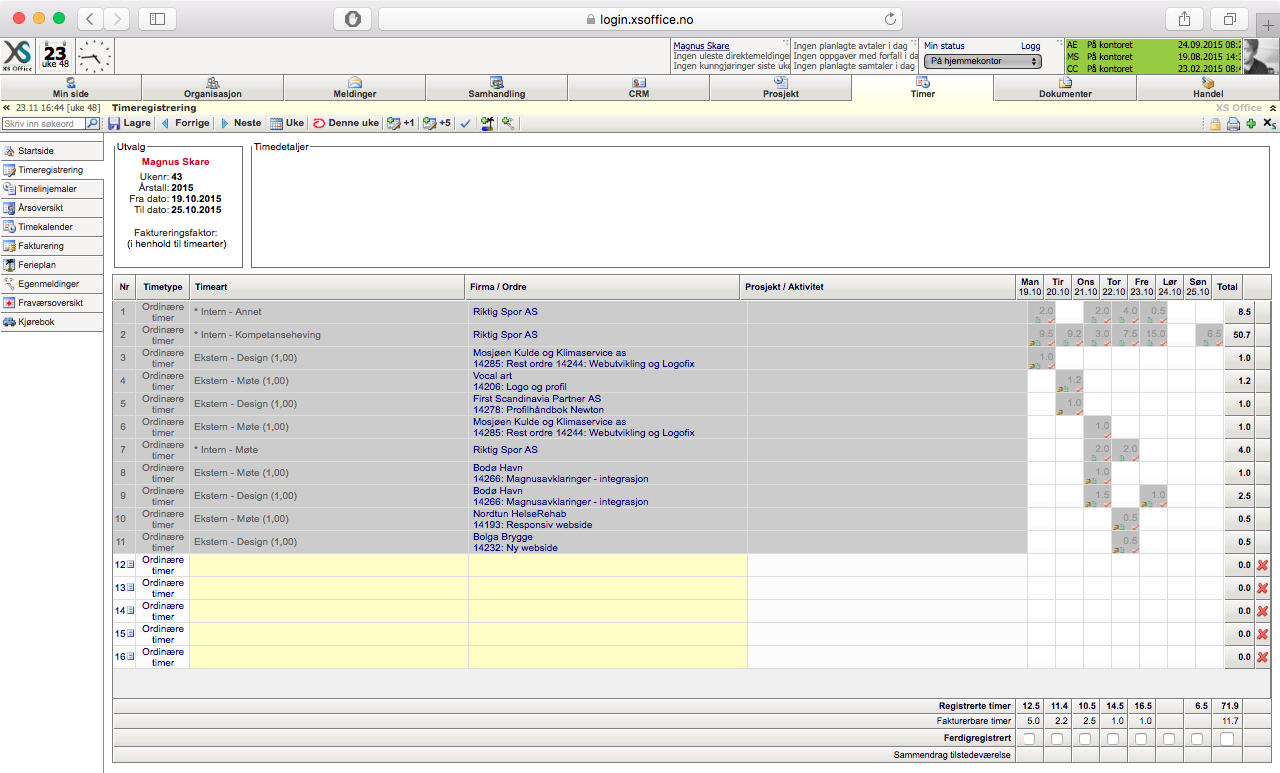 login.xsoffice.no
XS
XS Office
23
uke 48
Magnus Skare
Ingen uleste direktemeldinge
Ingen kunngjøringer siste uk
Ingen planlagte avtaler i dag
Ingen oppgaver med forfall i da
Ingen planlagte samtaler i dag
Min status Logg
På hjemmekontor
AE På kontoret 24.09.2015 08:2
MS På kontoret 19.08.2015 14:3
CC På kontoret 23.02.2015 08:4
Min side Organisasjon Meldinger Samhandling CRM Prosjekt Timer Dokumenter Handel
« 23.11 16:44 [uke 48] Timeregistrering XS Office
Skriv inn søkeord Lagre Forrige Neste Uke Denne uke +1 +5
Startside
Timeregistrering
Timelinjemaler
Årsoversikt
Timekalender
Fakturering
Ferieplan
Egenmeldinger
Fraværsoversikt
Kjørebok
Utvalg
Magnus Skare
Ukenr: 43
Årstall: 2015
Fra dato: 19.10.2015
Til dato: 25.10.2015
Faktureringsfaktor:
(i henhold til timearter)
Timedetaljer
Nr Timetype Timeart Firma / Ordre Prosjekt / Aktivitet Man 19.10 Tir 20.10 Ons 21.10 Tor 22.10 Fre 23.10 Lør 24.10 Søn 25.10 Total
1 Ordinære timer * Intern - Annet Riktig Spor AS 2.0 2.0 4.0 0.5 8.5
2 Ordinære timer * Intern - Kompetanseheving Riktig Spor AS 9.5 9.2 3.0 7.5 15.0 6.5 50.7
3 Ordinære timer Ekstern - Design (1,00) Mosjøen Kulde og Klimaservice as 14285: Rest ordre 14244: Webutvikling og Logofix 1.0 1.0
4 Ordinære timer Ekstern - Møte (1,00) Vocal art 14206: Logo og profil 1.2 1.2
5 Ordinære timer Ekstern - Design (1,00) First Scandinavia Partner AS 14278: Profilhåndbok Newton 1.0 1.0
6 Ordinære timer Ekstern - Møte (1,00) Mosjøen Kulde og Klimaservice as 14285: Rest ordre 14244: Webutvikling og Logofix 1.0 1.0
7 Ordinære timer * Intern - Møte Riktig Spor AS 2.0 2.0 4.0
8 Ordinære timer Ekstern - Møte (1,00) Bodø Havn 14266: Magnusavklaringer - integrasjon 1.0 1.0
9 Ordinære timer Ekstern - Design (1,00) Bodø Havn 14266: Magnusavklaringer - integrasjon 1.5 1.0 2.5
10 Ordinære timer Ekstern - Møte (1,00) Nordtun HelseRehab 14193: Responsiv webside 0.5 0.5
11 Ordinære timer Ekstern - Design (1,00) Bolga Brygge 14232: Ny webside 0.5 0.5
12 Ordinære timer 0.0
13 Ordinære timer 0.0
14 Ordinære timer 0.0
15 Ordinære timer 0.0
16 Ordinære timer 0.0
Registrerte timer 12.5 11.4 10.5 14.5 16.5 6.5 71.9
Fakturerbare timer 5.0 2.2 2.5 1.0 1.0 11.7
Ferdigregistrert
Sammendrag tilstedeværelse